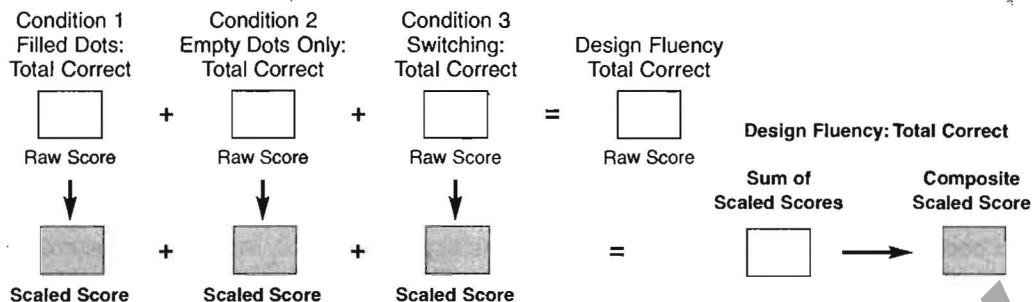 Condition 1
Filled Dots:
Total Correct
Condition 2
Empty Dots Only:
Total Correct
Condition 3
Switching:
Total Correct
Design Fluency
Total Correct
+ + =
Raw Score Raw Score Raw Score Raw Score
Design Fluency: Total Correct
Sum of
Scaled Scores
Composite
Scaled Score
+ + =
Scaled Score Scaled Score Scaled Score